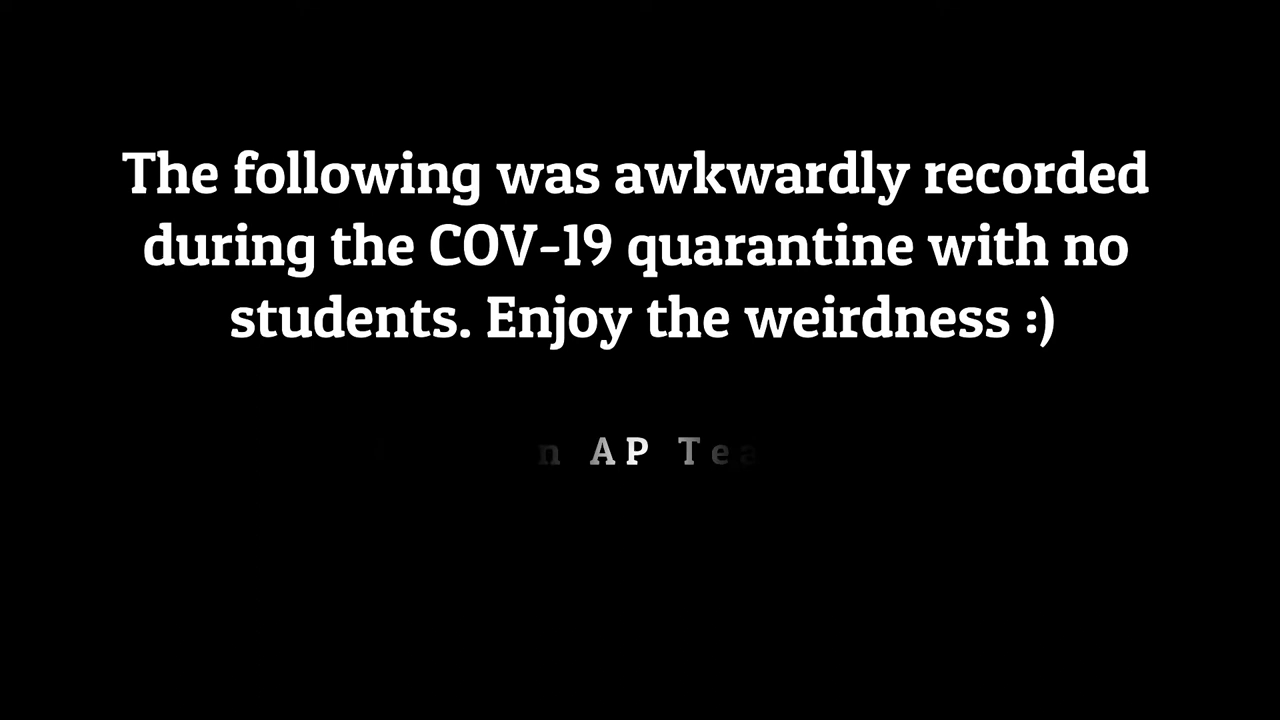 The following was awkwardly recorded
during the COV-19 quarantine with no
students. Enjoy the weirdness :)
AP